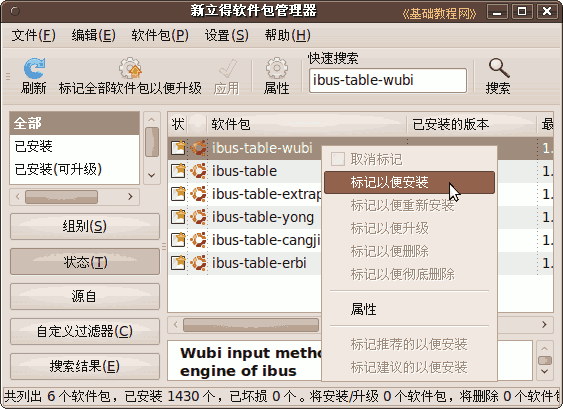 新立得软件包管理器
《基础教程网》
文件(F) 编辑(E) 软件包(P) 设置(S) 帮助(H)
快速搜索
刷新 标记全部软件包以便升级 应用 属性 ibus-table-wubi 搜索
全部
已安装
已安装(可升级)
组别(S)
状态(T)
源自
自定义过滤器(C)
搜索结果(E)
状 软件包 已安装的版本 最
ibus-table-wubi 1.
ibus-table 1.
ibus-table-extrap 1.
ibus-table-yong 1.
ibus-table-cangji 1.
ibus-table-erbi 1.
取消标记
标记以便安装
标记以便重新安装
标记以便升级
标记以便删除
标记以便彻底删除
属性
标记推荐的以便安装
标记建议的以便安装
Wubi input metho
engine of ibus
共列出 6 个软件包，已安装 1430 个，已坏损 0 个。将安装/升级 0 个软件包，将删除 0 个软件包